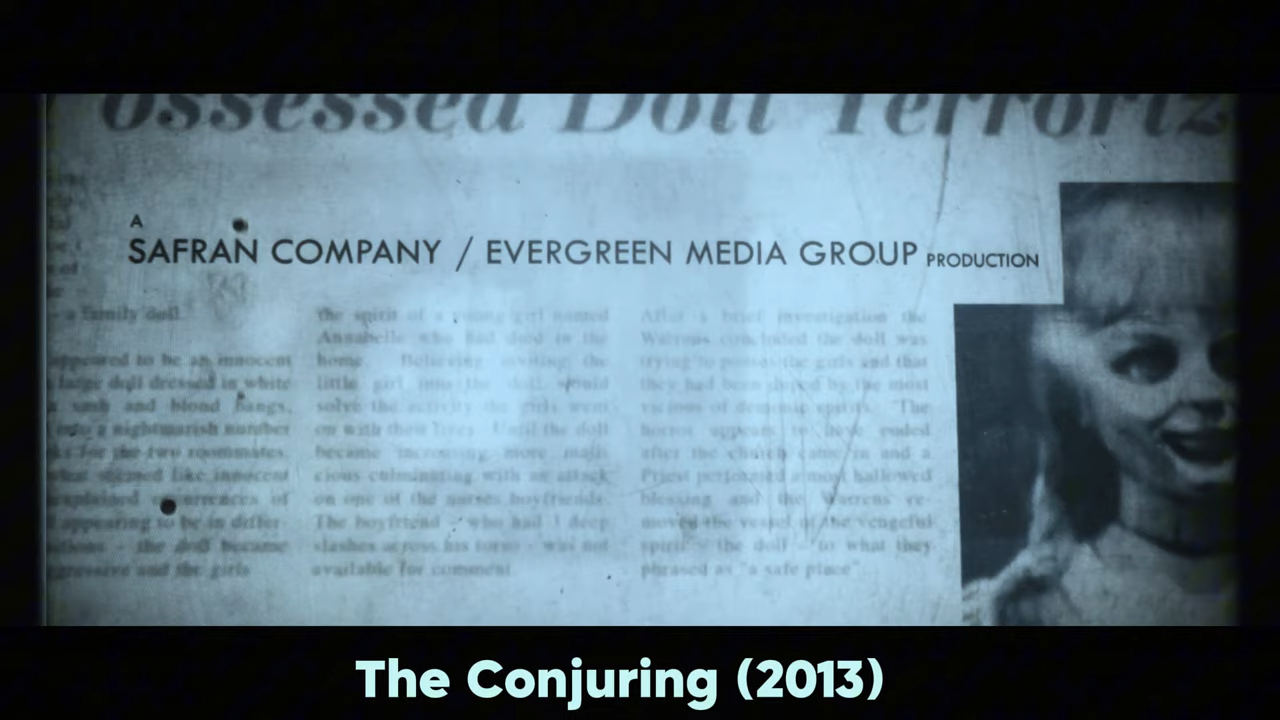 ossessed Doll Terroriz
A
SAFRAN COMPANY / EVERGREEN MEDIA GROUP PRODUCTION
a family doll.
appeared to be an innocent
large doll dressed in white
sash and blond bangs,
into a nightmarish number
for the two roommates.
seemed like innocent
of
appearing to be in differ-
the doll became
and the girls
the spirit of a young girl named
Annabelle who had died in the
home. Believing inviting the
little girl into the doll would
solve the activity the girls went
on with their lives. Until the doll
became increasing more mali-
cious culminating with an attack
on one of the nurses boyfriends.
The boyfriend - who had 3 deep
slashes across his torso - was not
available for comment.
After a brief investigation the
Warrens concluded the doll was
trying to possess the girls and that
they had been by the most
vicious of demonic spirits. The
horror appears to have ended
after the church came in and a
Priest performed a most hallowed
blessing and the Warrens re-
moved the vessel of the vengeful
spirit - the doll - to what they
phrased as "a safe place".
The Conjuring (2013)